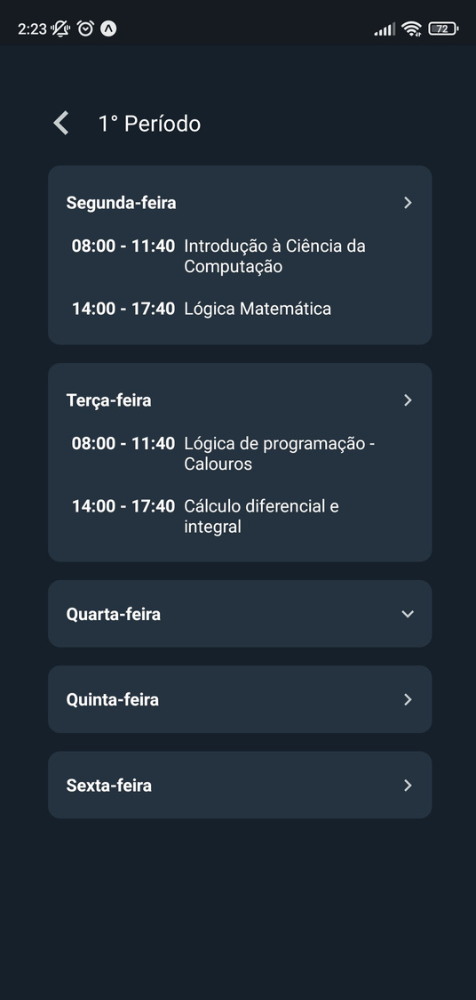 2:23
72
1° Período
Segunda-feira
08:00 - 11:40 Introdução à Ciência da
Computação
14:00 - 17:40 Lógica Matemática
Terça-feira
08:00 - 11:40 Lógica de programação -
Calouros
14:00 - 17:40 Cálculo diferencial e
integral
Quarta-feira
Quinta-feira
Sexta-feira